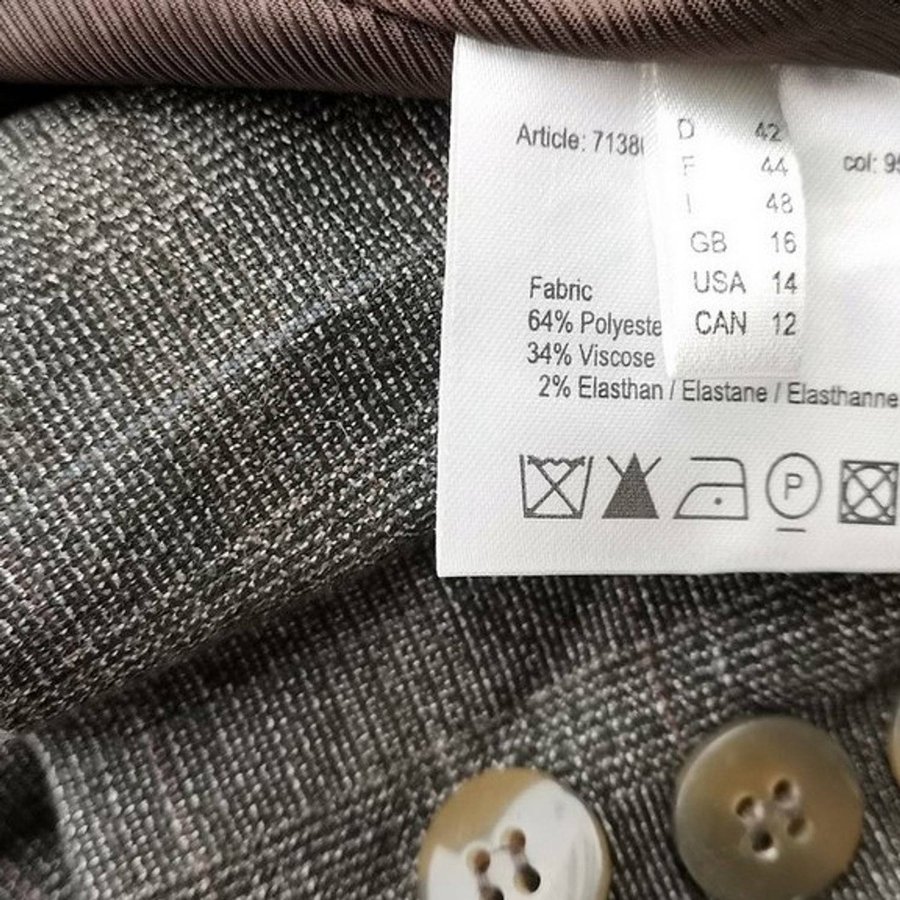 Article: 7138
col: 9
D 42
F 44
I 48
GB 16
USA 14
CAN 12
Fabric
64% Polyeste
34% Viscose
2% Elasthan / Elastane / Elasthanne
P